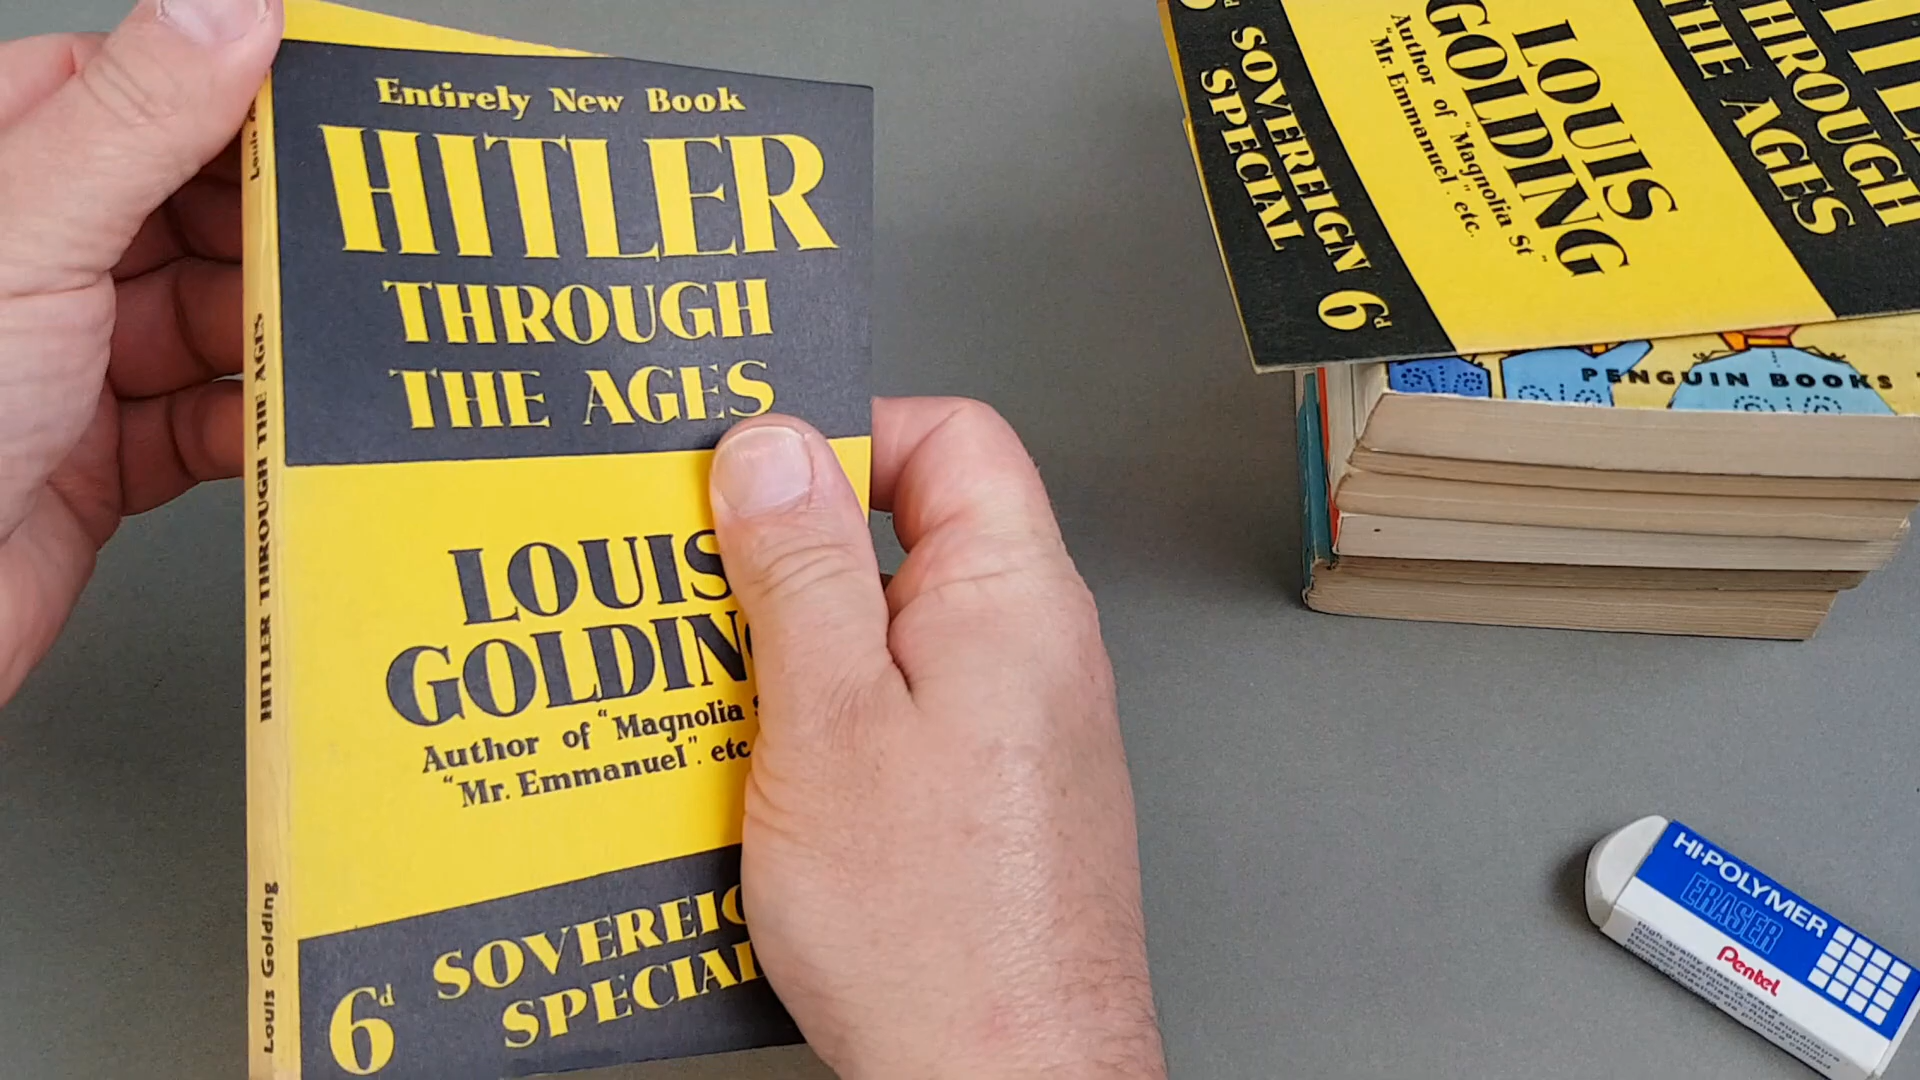 Entirely New Book
HITLER
THROUGH
THE AGES
LOUIS
GOLDING
Author of "Magnolia S
"Mr. Emmanuel". etc
6d SOVEREIG
SPECIAL
HITLER THROUGH THE AGES
Louis Golding
THROUGH
THE AGES
LOUIS
GOLDING
Author of "Magnolia St"
"Mr. Emmanuel". etc.
SOVEREIGN 6d
SPECIAL
PENGUIN BOOKS
HI-POLYMER
ERASER
Pentel